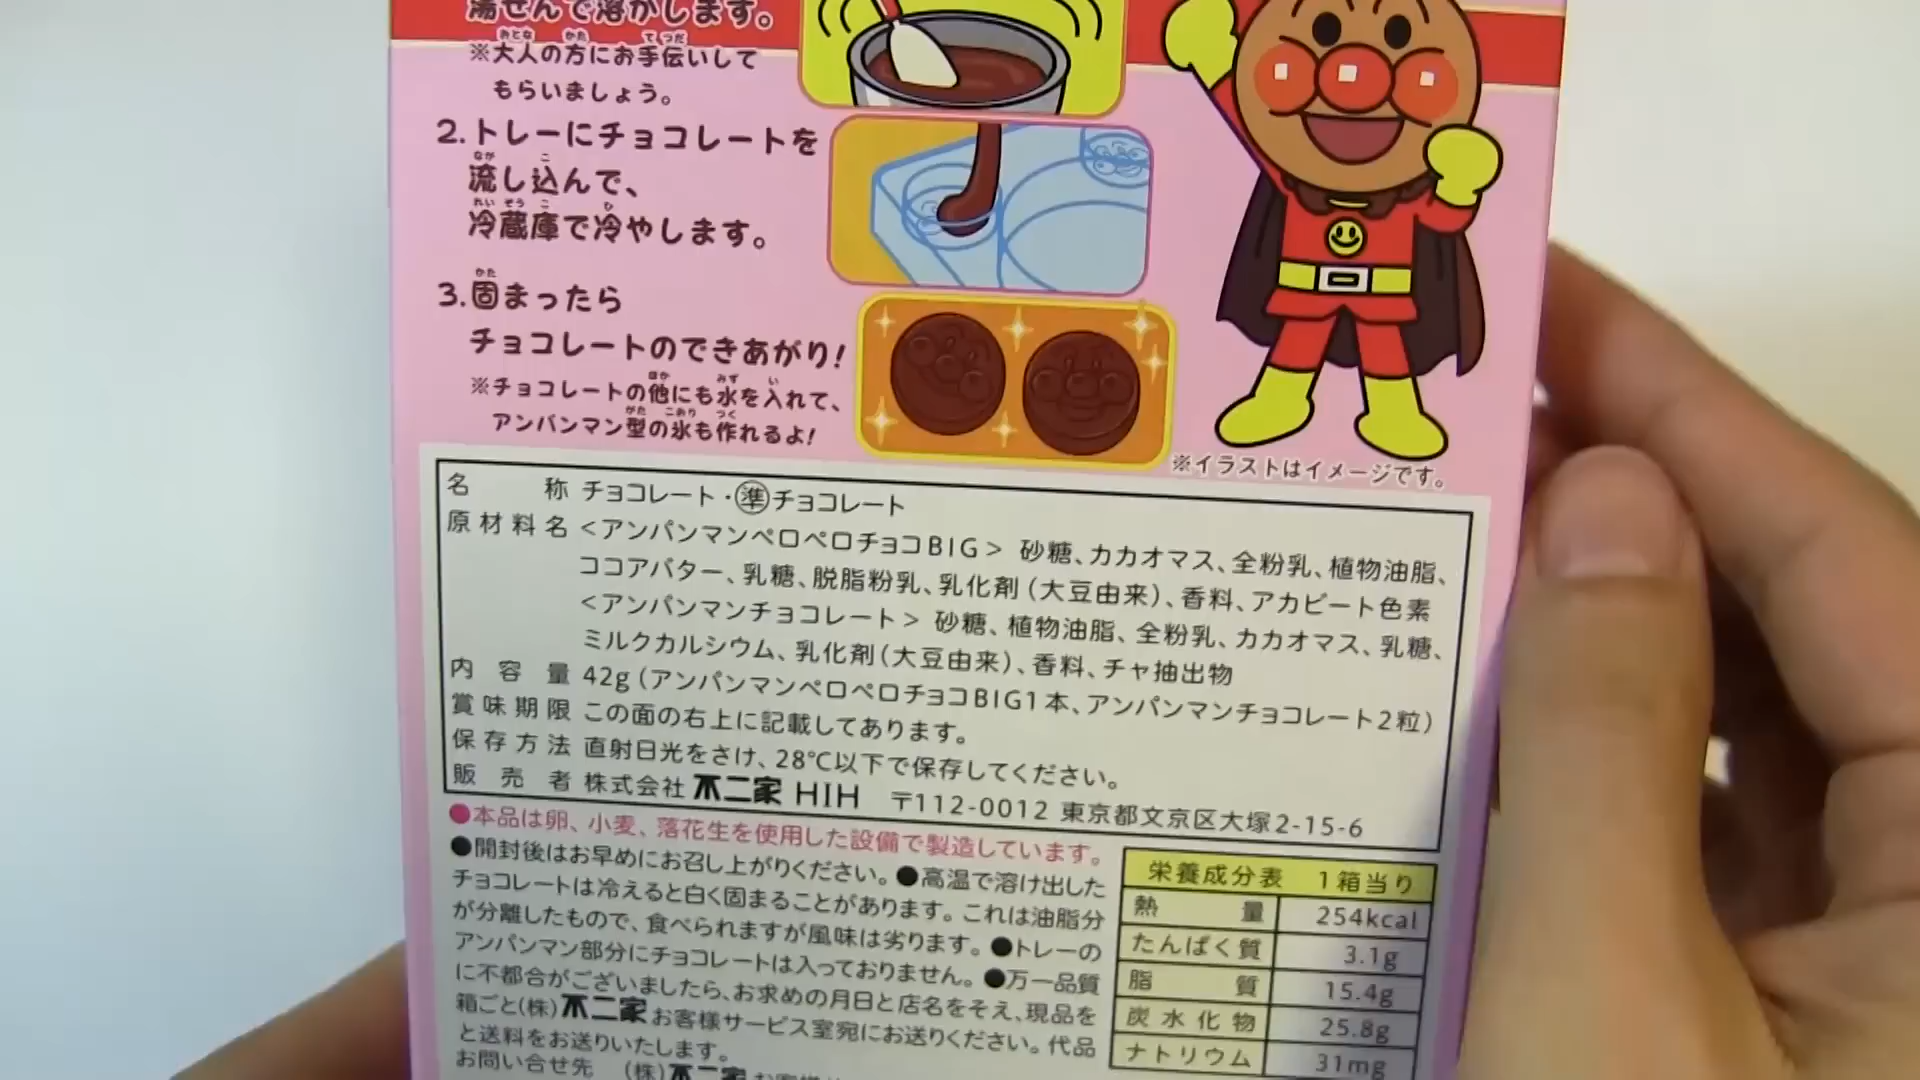 湯せんで溶かします。
※大人の方にお手伝いして
もらいましょう。
2.トレーにチョコレートを
流し込んで、
冷蔵庫で冷やします。
3.固まったら
チョコレートのできあがり!
※チョコレートの他にも水を入れて、
アンパンマン型の氷も作れるよ!
※イラストはイメージです。
名称 チョコレート・準チョコレート
原材料名 <アンパンマンペロペロチョコBIG> 砂糖、カカオマス、全粉乳、植物油脂、
ココアバター、乳糖、脱脂粉乳、乳化剤(大豆由来)、香料、アカビート色素
<アンパンマンチョコレート> 砂糖、植物油脂、全粉乳、カカオマス、乳糖、
ミルクカルシウム、乳化剤(大豆由来)、香料、チャ抽出物
内容量 42g(アンパンマンペロペロチョコBIG1本、アンパンマンチョコレート2粒)
賞味期限 この面の右上に記載してあります。
保存方法 直射日光をさけ、28℃以下で保存してください。
販売者 株式会社 不二家 HIH 〒112-0012 東京都文京区大塚2-15-6
●本品は卵、小麦、落花生を使用した設備で製造しています。
●開封後はお早めにお召し上がりください。●高温で溶け出した
チョコレートは冷えると白く固まることがあります。これは油脂分
が分離したもので、食べられますが風味は劣ります。●トレーの
アンパンマン部分にチョコレートは入っておりません。●万一品質
に不都合がございましたら、お求めの月日と店名をそえ、現品を
箱ごと(株)不二家お客様サービス室宛にお送りください。代品
と送料をお送りいたします。
お問い合せ先 (株)不二家
栄養成分表 1箱当り
熱量 254kcal
たんぱく質 3.1g
脂質 15.4g
炭水化物 25.8g
ナトリウム 31mg